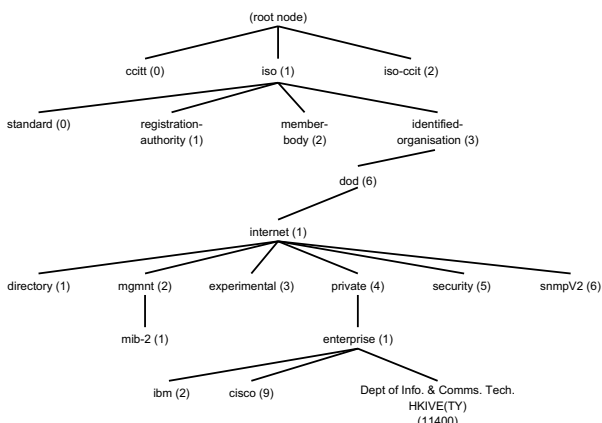 (root node)
ccitt (0)
iso (1)
iso-ccit (2)
standard (0)
registration-
authority (1)
member-
body (2)
identified-
organisation (3)
dod (6)
internet (1)
directory (1)
mgmnt (2)
experimental (3)
private (4)
security (5)
snmpV2 (6)
mib-2 (1)
enterprise (1)
ibm (2)
cisco (9)
Dept of Info. & Comms. Tech.
HKIVE(TY)
(11400)